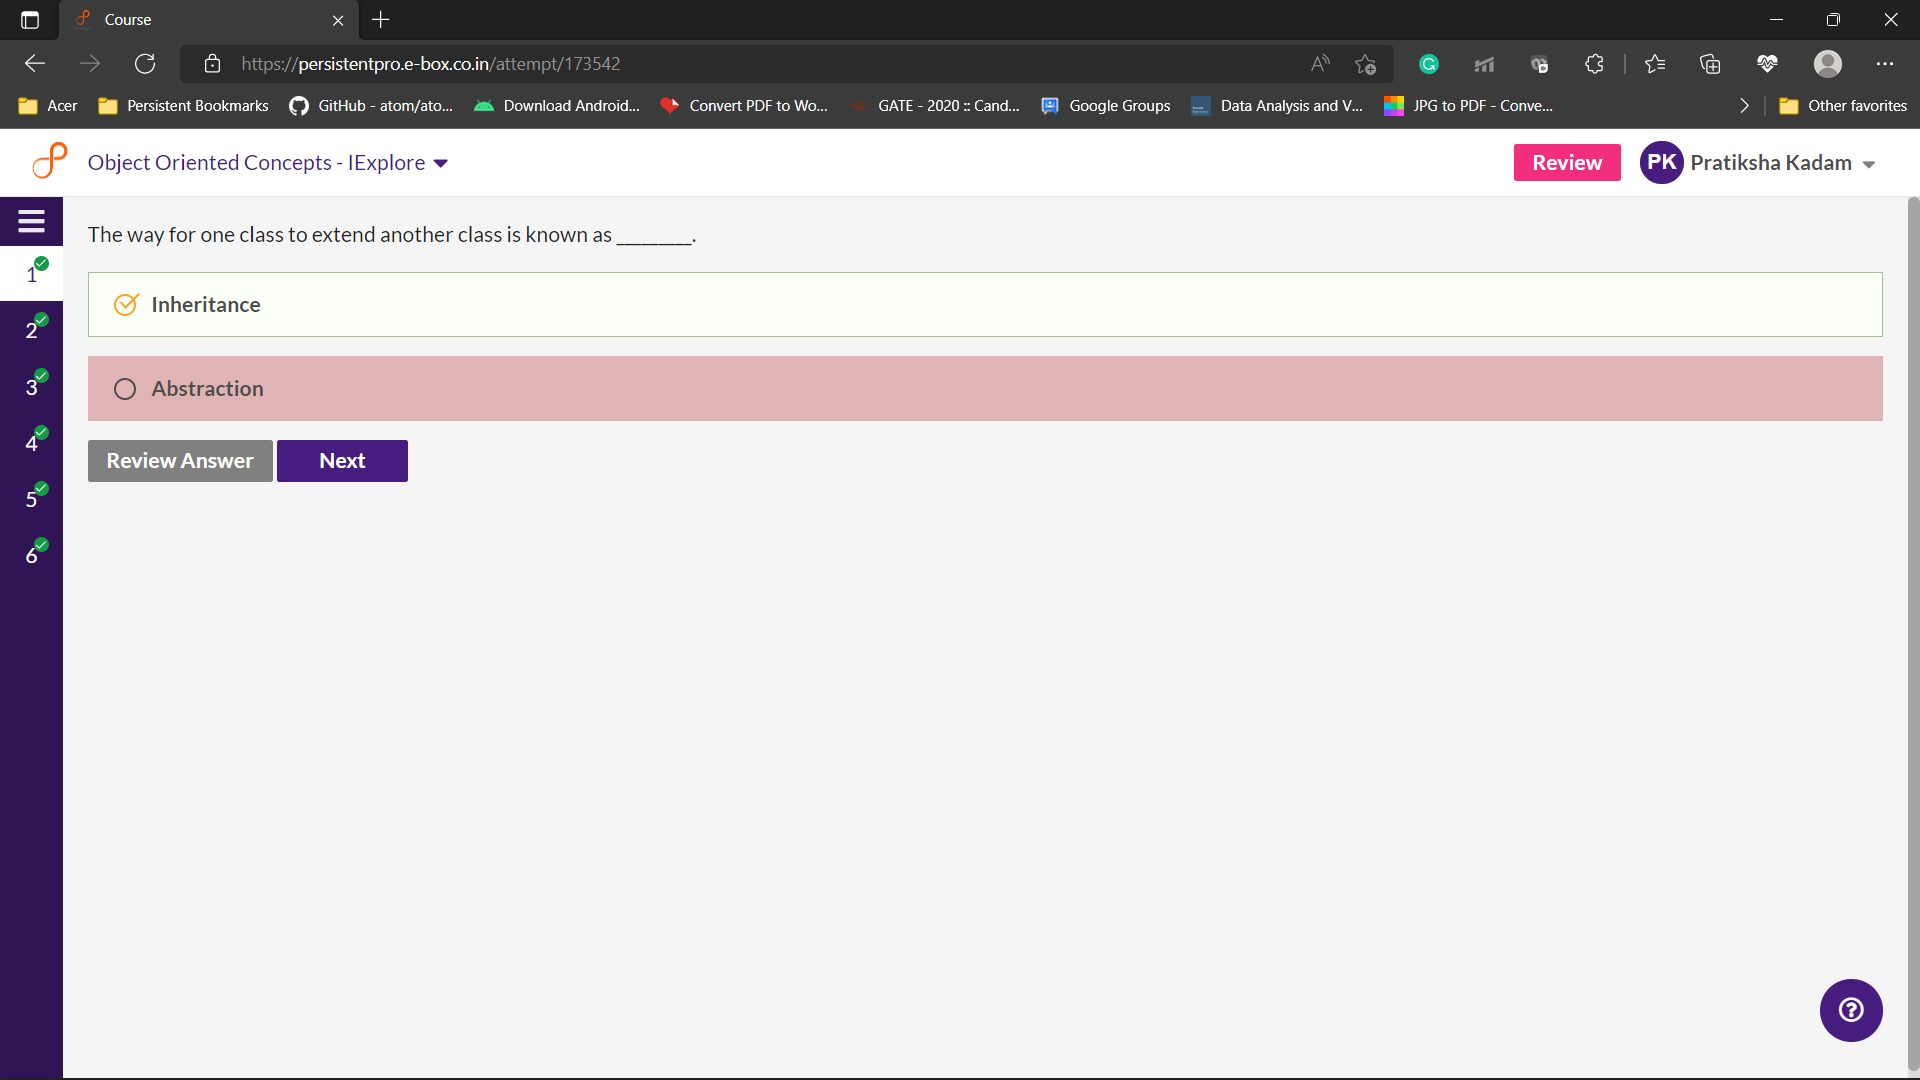 Course
https://persistentpro.e-box.co.in/attempt/173542
Acer
Persistent Bookmarks
GitHub - atom/ato...
Download Android...
Convert PDF to Wo...
GATE - 2020 :: Cand...
Google Groups
Data Analysis and V...
JPG to PDF - Conve...
Other favorites
Object Oriented Concepts - IExplore
Review
PK
Pratiksha Kadam
The way for one class to extend another class is known as _________.
1
Inheritance
2
3
Abstraction
4
Review Answer
Next
5
6